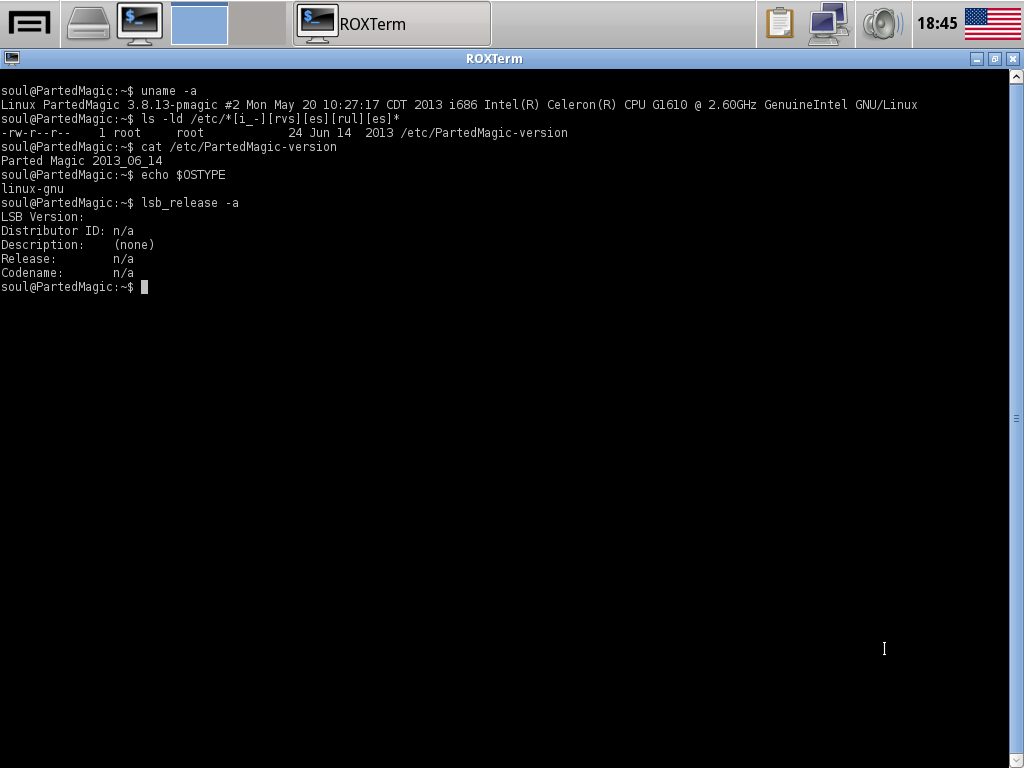 ROXTerm
18:45
ROXTerm
soul@PartedMagic:~$ uname -a
Linux PartedMagic 3.8.13-pmagic #2 Mon May 20 10:27:17 CDT 2013 i686 Intel(R) Celeron(R) CPU G1610 @ 2.60GHz GenuineIntel GNU/Linux
soul@PartedMagic:~$ ls -ld /etc/*[i_-][rvs][es][rul][es]*
-rw-r--r--    1 root     root            24 Jun 14  2013 /etc/PartedMagic-version
soul@PartedMagic:~$ cat /etc/PartedMagic-version
Parted Magic 2013_06_14
soul@PartedMagic:~$ echo $OSTYPE
linux-gnu
soul@PartedMagic:~$ lsb_release -a
LSB Version:
Distributor ID: n/a
Description:    (none)
Release:        n/a
Codename:       n/a
soul@PartedMagic:~$